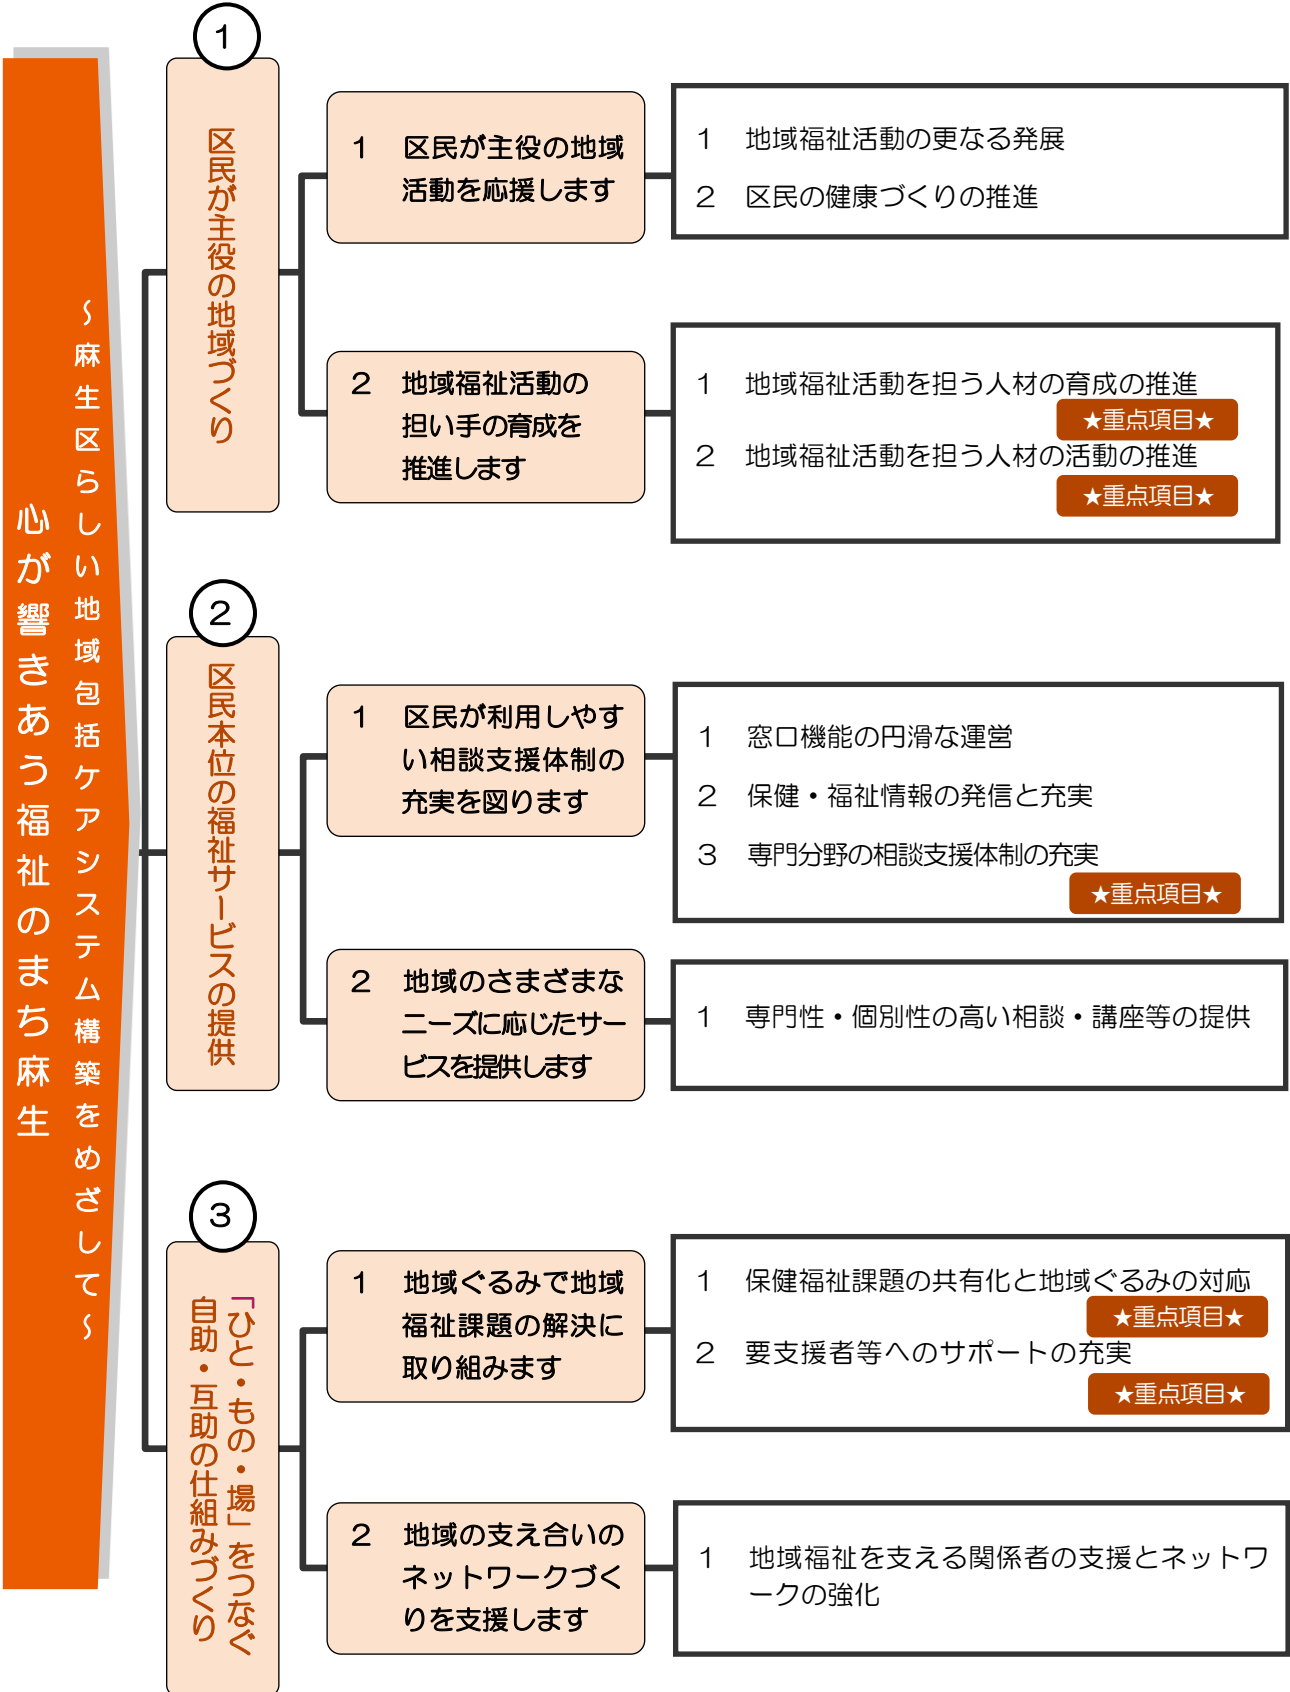 心が響きあう福祉のまち麻生
～麻生区らしい地域包括ケアシステム構築をめざして～
1
区民が主役の地域づくり
1 区民が主役の地域
活動を応援します
1 地域福祉活動の更なる発展
2 区民の健康づくりの推進
2 地域福祉活動の
担い手の育成を
推進します
1 地域福祉活動を担う人材の育成の推進
★重点項目★
2 地域福祉活動を担う人材の活動の推進
★重点項目★
2
区民本位の福祉サービスの提供
1 区民が利用しやす
い相談支援体制の
充実を図ります
1 窓口機能の円滑な運営
2 保健・福祉情報の発信と充実
3 専門分野の相談支援体制の充実
★重点項目★
2 地域のさまざまな
ニーズに応じたサー
ビスを提供します
1 専門性・個別性の高い相談・講座等の提供
3
「ひと・もの・場」をつなぐ
自助・互助の仕組みづくり
1 地域ぐるみで地域
福祉課題の解決に
取り組みます
1 保健福祉課題の共有化と地域ぐるみの対応
★重点項目★
2 要支援者等へのサポートの充実
★重点項目★
2 地域の支え合いの
ネットワークづく
りを支援します
1 地域福祉を支える関係者の支援とネットワ
ークの強化